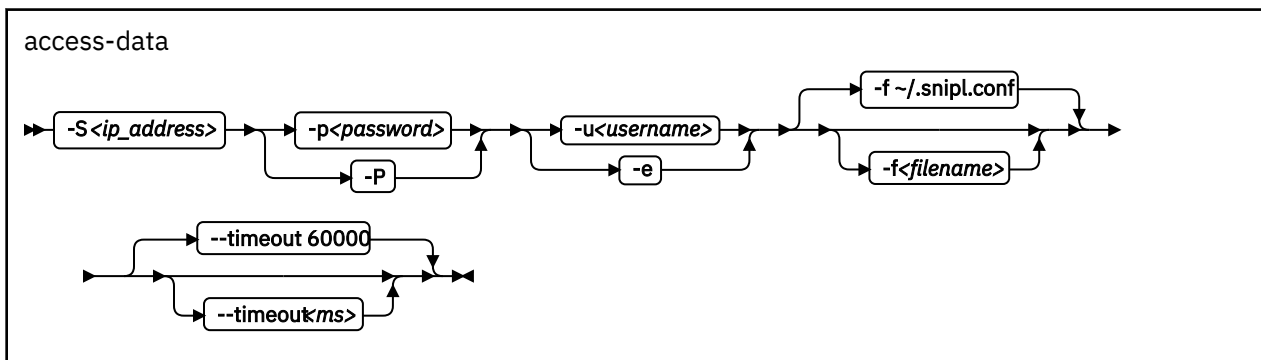 access-data
-f ~/.snipl.conf
-S<ip_address> -p<password> -u<username>
-P -e -f<filename>
--timeout 60000
--timeout<ms>